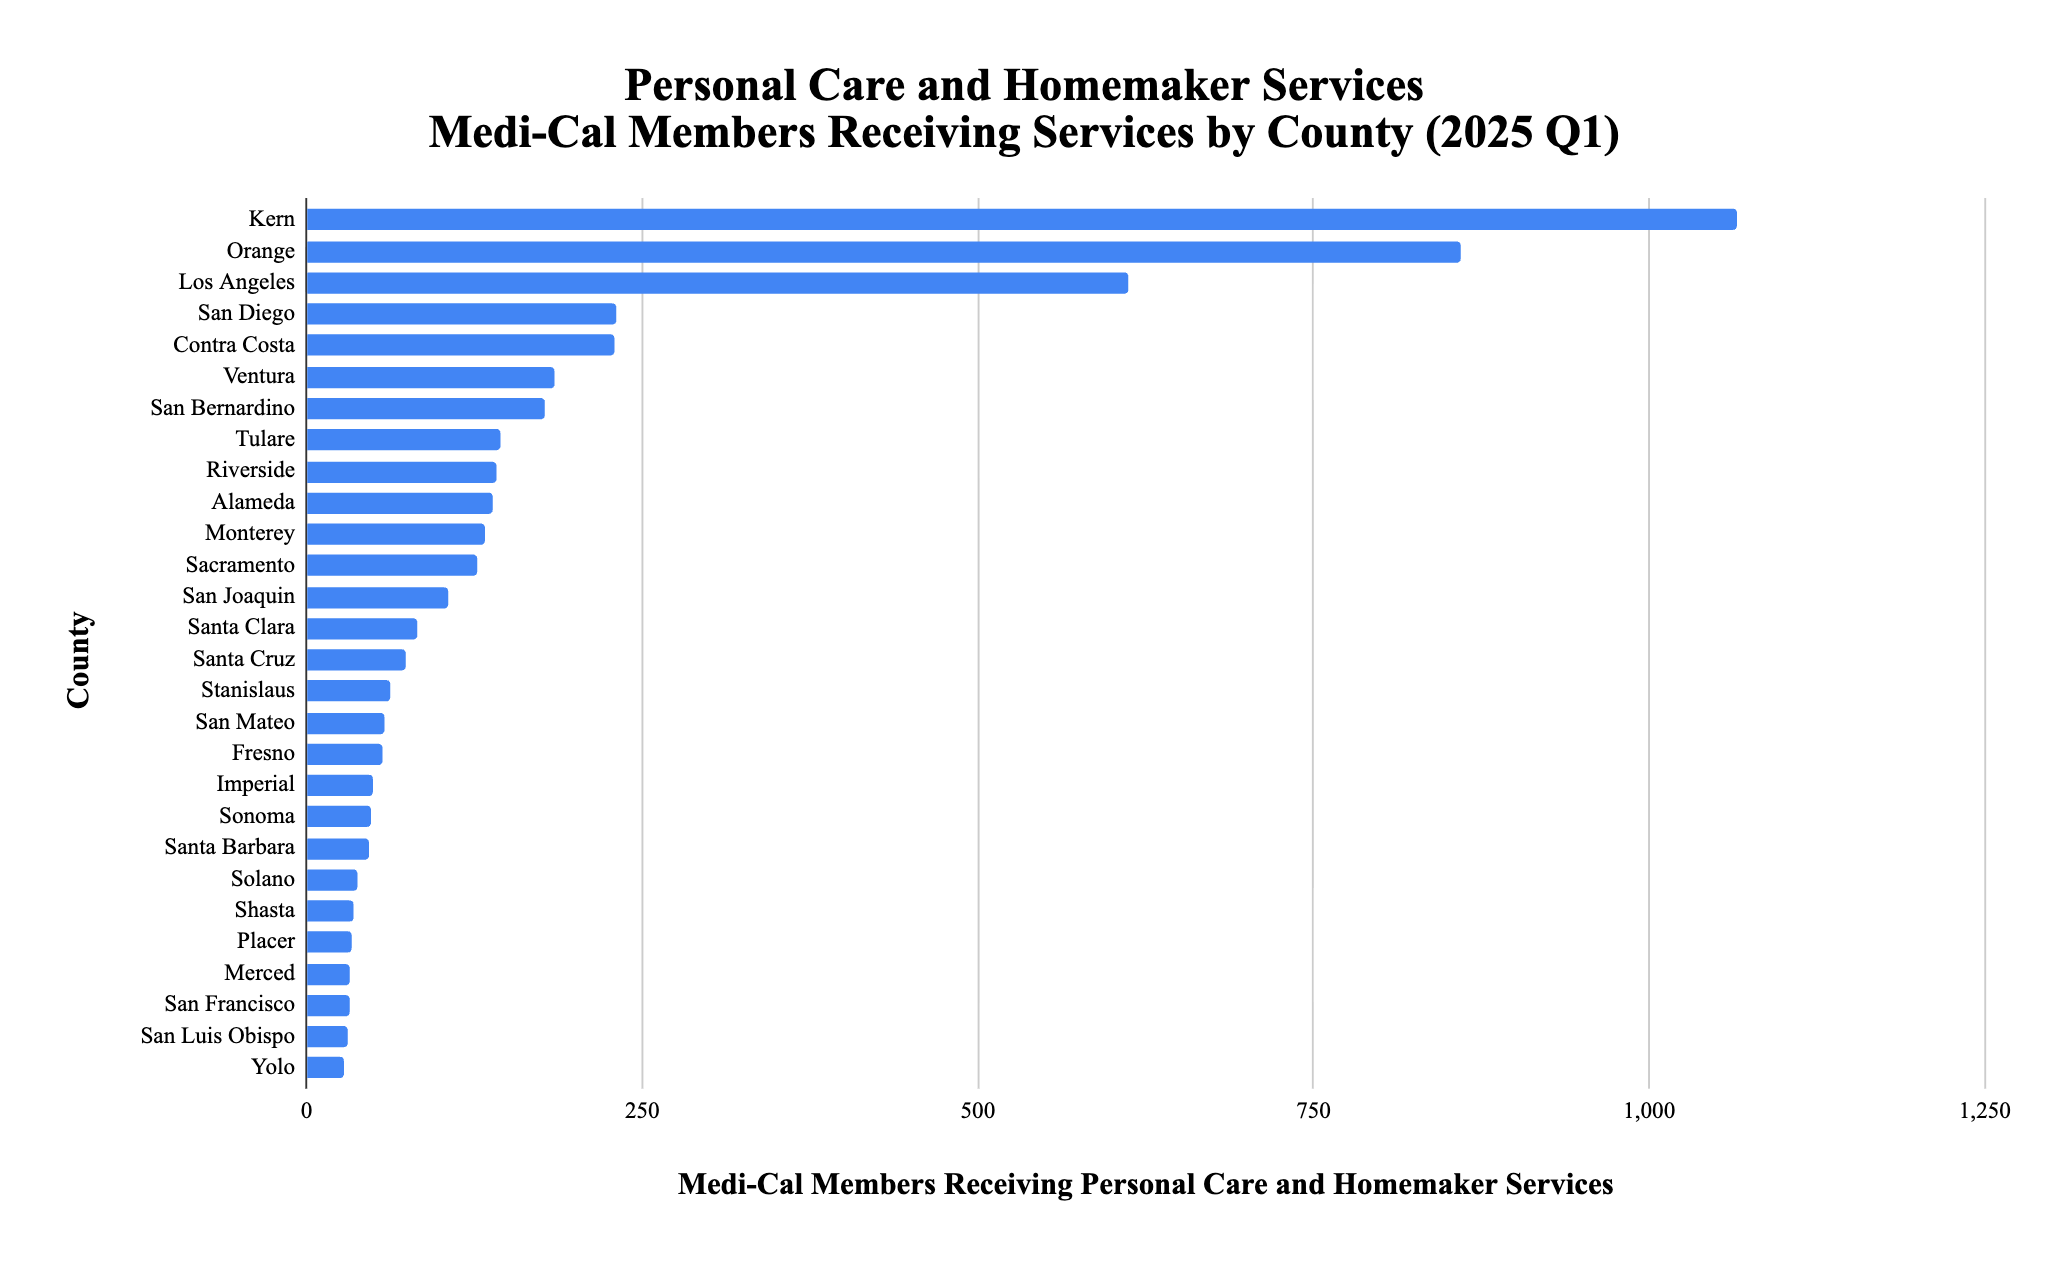 Personal Care and Homemaker Services
Medi-Cal Members Receiving Services by County (2025 Q1)
County
Kern
Orange
Los Angeles
San Diego
Contra Costa
Ventura
San Bernardino
Tulare
Riverside
Alameda
Monterey
Sacramento
San Joaquin
Santa Clara
Santa Cruz
Stanislaus
San Mateo
Fresno
Imperial
Sonoma
Santa Barbara
Solano
Shasta
Placer
Merced
San Francisco
San Luis Obispo
Yolo
0 250 500 750 1,000 1,250
Medi-Cal Members Receiving Personal Care and Homemaker Services